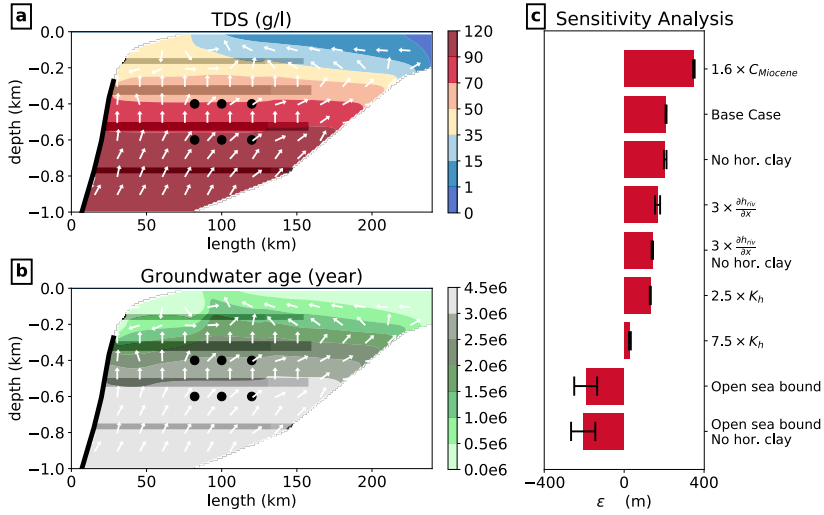 a
TDS (g/l)
0.0
−0.2
−0.4
−0.6
−0.8
−1.0
depth (km)
0 50 100 150 200
length (km)
120
90
70
50
35
15
1
0
b
Groundwater age (year)
0.0
−0.2
−0.4
−0.6
−0.8
−1.0
depth (km)
0 50 100 150 200
length (km)
4.5e6
3.5e6
3.0e6
2.5e6
2.0e6
1.5e6
1.0e6
0.5e6
0.0e6
c
Sensitivity Analysis
1.6 × C_Miocene
Base Case
No hor. clay
3 × ∂h_riv/∂x
3 × ∂h_riv/∂x
No hor. clay
2.5 × K_h
7.5 × K_h
Open sea bound
Open sea bound
No hor. clay
−400 0 400
ε (m)